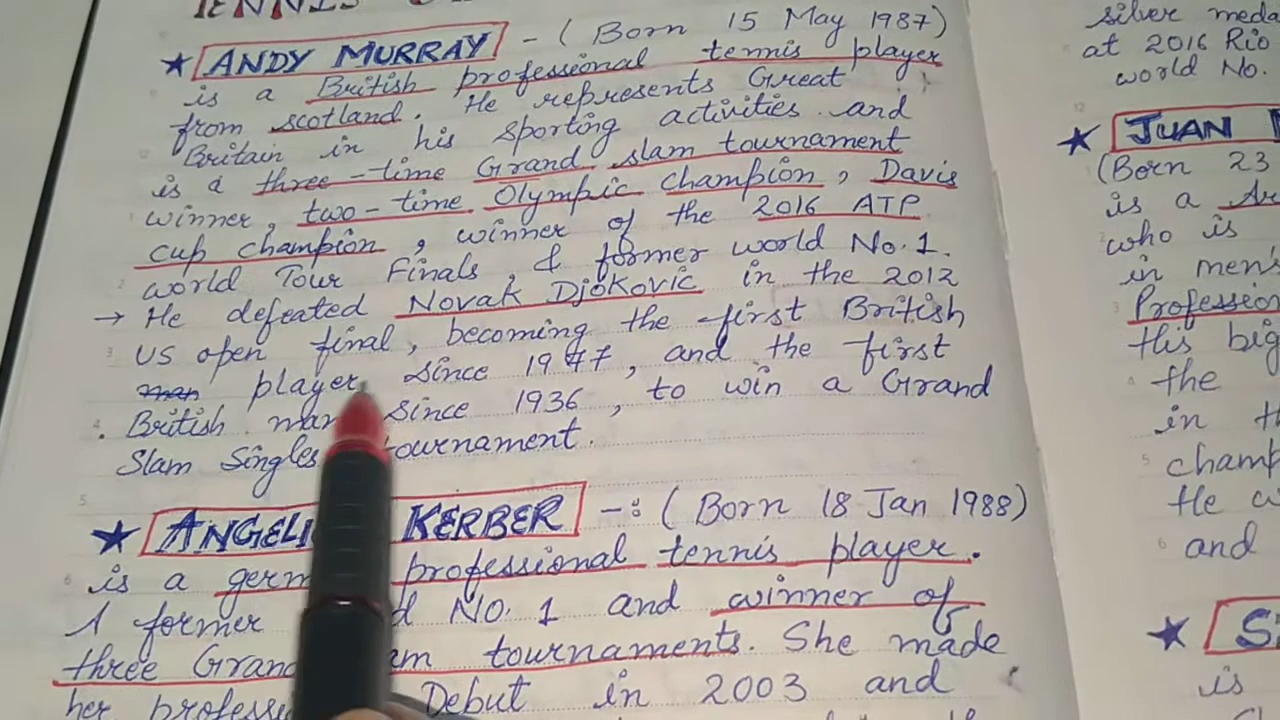 TENNIS
★ ANDY MURRAY - ( Born 15 May 1987)
is a British professional tennis player
from scotland. He represents Great
Britain in his sporting activities and
is a three-time Grand slam tournament
winner, two-time Olympic champion, Davis
cup champion, winner of the 2016 ATP
world Tour Finals, & former world No.1.
→ He defeated Novak Djokovic in the 2012
US open final, becoming the first British
man player since 1977, and the first
British man since 1936, to win a Grand
Slam Singles tournament.
★ KERBER -: ( Born 18 Jan 1988)
is a professional tennis player.
A former No. 1 and winner of
three tournaments. She made
her Debut in 2003 and
silver
at 2016 Rio
world No.
★ JUAN
(Born 23
is a
who is
in men's
His big
the
in
He
and
★
is